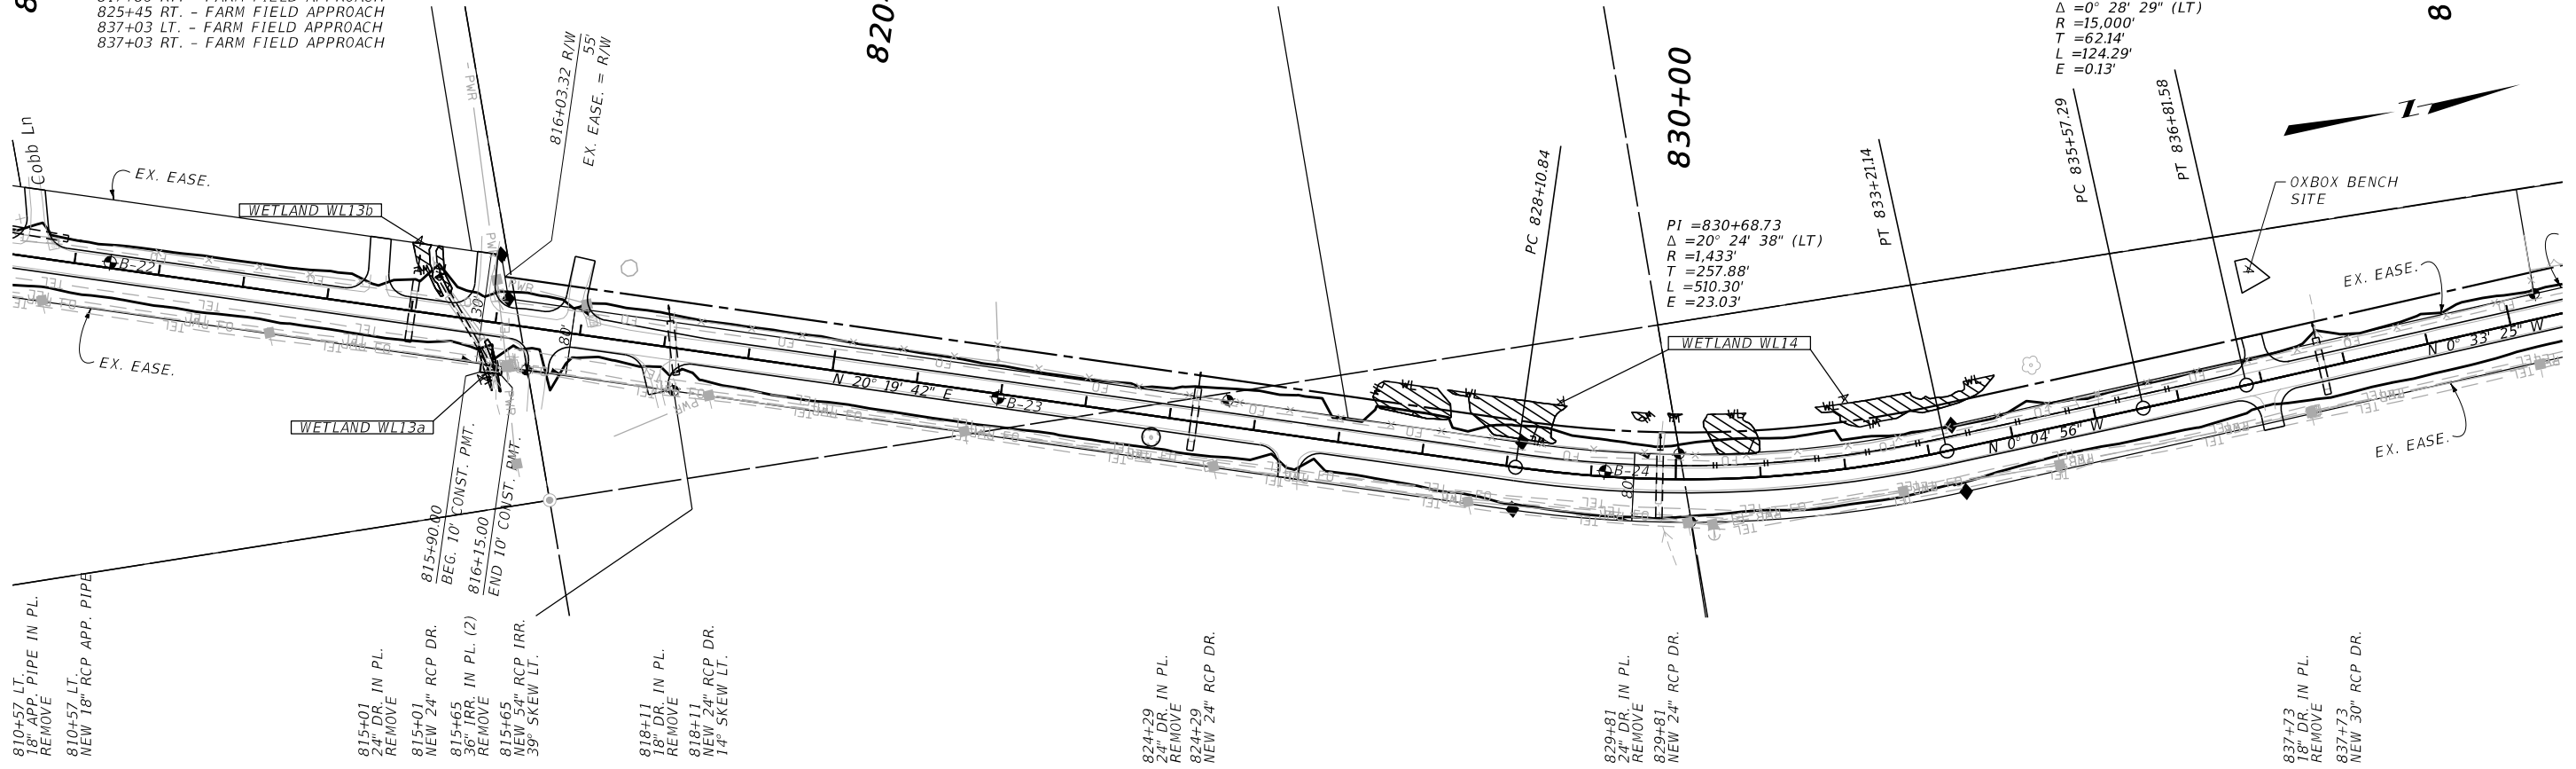 825+45 RT. - FARM FIELD APPROACH
837+03 LT. - FARM FIELD APPROACH
837+03 RT. - FARM FIELD APPROACH
820
Δ =0° 28' 29" (LT)
R =15,000'
T =62.14'
L =124.29'
E =0.13'
8
830+00
816+03.32 R/W
55'
EX. EASE. = R/W
Cobb Ln
EX. EASE.
WETLAND WL13b
PWR
PC 828+10.84
PI =830+68.73
Δ =20° 24' 38" (LT)
R =1,433'
T =257.88'
L =510.30'
E =23.03'
PT 833+21.14
PC 835+57.29
PT 836+81.58
Z
OXBOX BENCH
SITE
EX. EASE.
B-22
30'
80'
EX. EASE.
WETLAND WL14
N 20° 19' 42" E
B-23
B-24
80'
N 0° 04' 56" W
N 0° 33' 25" W
EX. EASE.
WETLAND WL13a
815+90.00
BEG. 10' CONST. PMT.
816+15.00
END 10' CONST. PMT.
810+57 LT.
18" APP. PIPE IN PL.
REMOVE
810+57 LT.
NEW 18" RCP APP. PIPE
815+01
24" DR. IN PL.
REMOVE
815+01
NEW 24" RCP DR.
815+65
36" IRR. IN PL. (2)
REMOVE
815+65
NEW 54" RCP IRR.
39° SKEW LT.
818+11
18" DR. IN PL.
REMOVE
818+11
NEW 24" RCP DR.
14° SKEW LT.
824+29
24" DR. IN PL.
REMOVE
824+29
NEW 24" RCP DR.
829+81
24" DR. IN PL.
REMOVE
829+81
NEW 24" RCP DR.
837+73
18" DR. IN PL.
REMOVE
837+73
NEW 30" RCP DR.